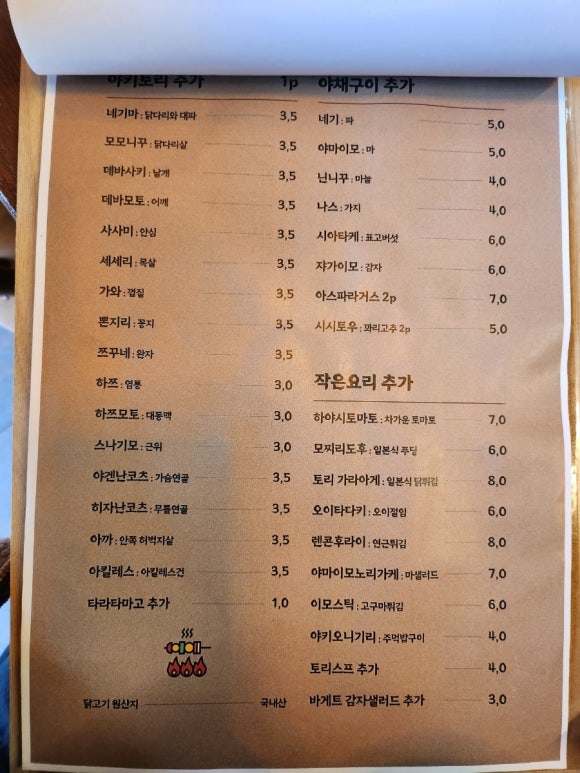 야키토리 추가 1p
네기마 : 닭다리와 대파 3,5
모모니꾸 : 닭다리살 3,5
데바사키 : 날개 3,5
데바모토 : 어깨 3,5
사사미 : 안심 3,5
세세리 : 목살 3,5
가와 : 껍질 3,5
뽄지리 : 꽁지 3,5
쯔꾸네 : 완자 3,5
하쯔 : 염통 3,0
하쯔모토 : 대동맥 3,0
스나기모 : 근위 3,0
야겐난코츠 : 가슴연골 3,5
히자난코츠 : 무릎연골 3,5
아까 : 안쪽 허벅지살 3,5
아킬레스 : 아킬레스건 3,5
타라타마고 추가 1,0
닭고기 원산지 국내산
야채구이 추가
네기 : 파 5,0
야마이모 : 마 5,0
닌니꾸 : 마늘 4,0
나스 : 가지 4,0
시아타케 : 표고버섯 6,0
쟈가이모 : 감자 6,0
아스파라거스 2p 7,0
시시토우 : 꽈리고추 2p 5,0
작은요리 추가
하야시토마토 : 차가운 토마토 7,0
모찌리도후 : 일본식 푸딩 6,0
토리 가라아게 : 일본식 닭튀김 8,0
오이타다키 : 오이절임 6,0
렌콘후라이 : 연근튀김 8,0
야마이모노리가케 : 마샐러드 7,0
이모스틱 : 고구마튀김 6,0
야키오니기리 : 주먹밥구이 4,0
토리스프 추가 4,0
바게트 감자샐러드 추가 3,0